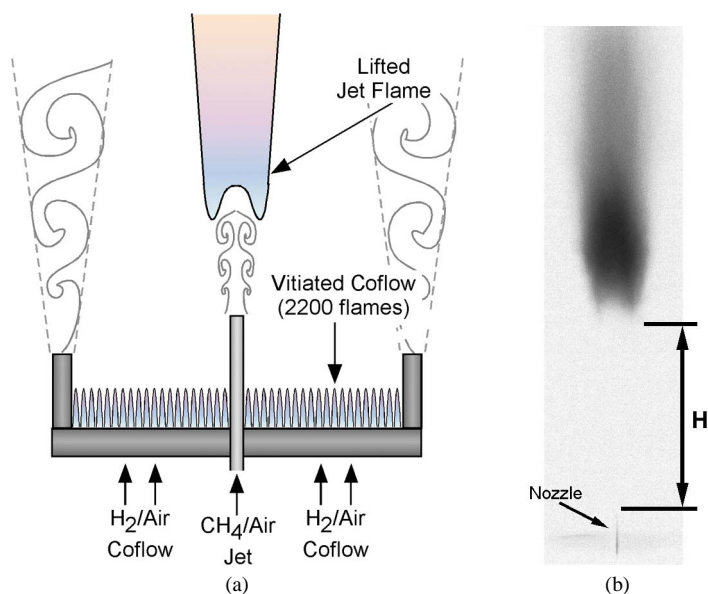 Lifted
Jet Flame
Vitiated Coflow
(2200 flames)
H2/Air
Coflow
CH4/Air
Jet
H2/Air
Coflow
(a)
H
Nozzle
(b)